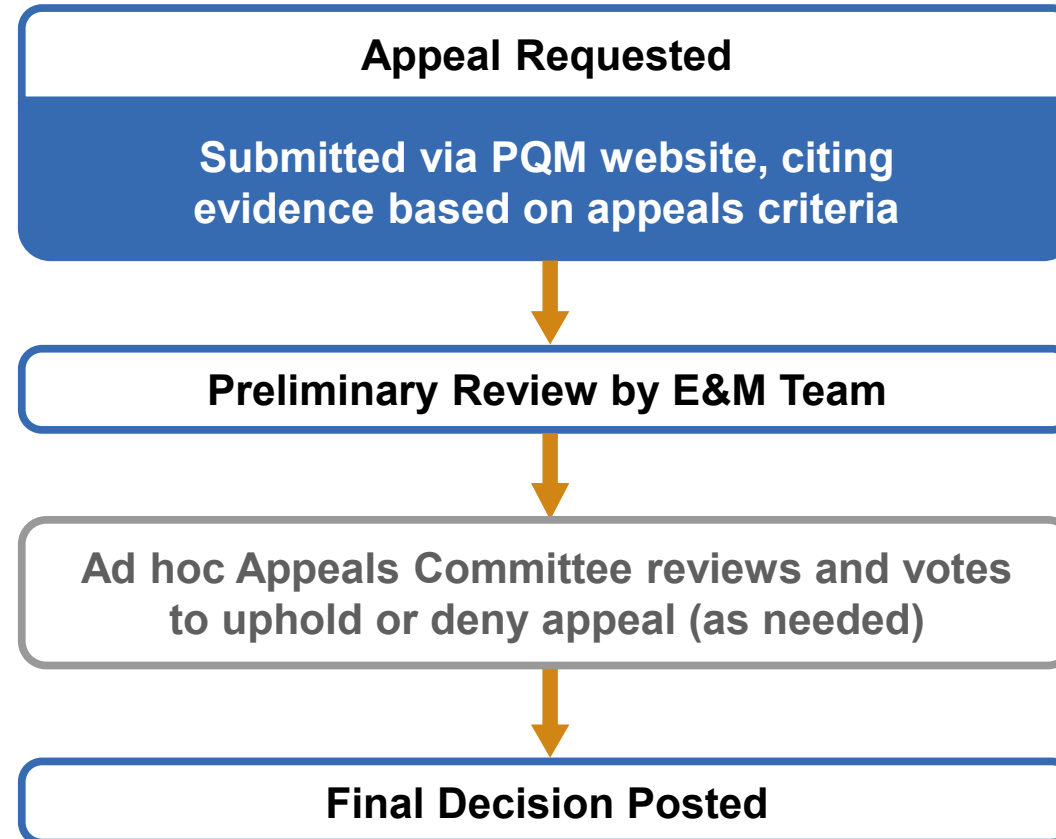 Appeal Requested
Submitted via PQM website, citing
evidence based on appeals criteria
Preliminary Review by E&M Team
Ad hoc Appeals Committee reviews and votes
to uphold or deny appeal (as needed)
Final Decision Posted